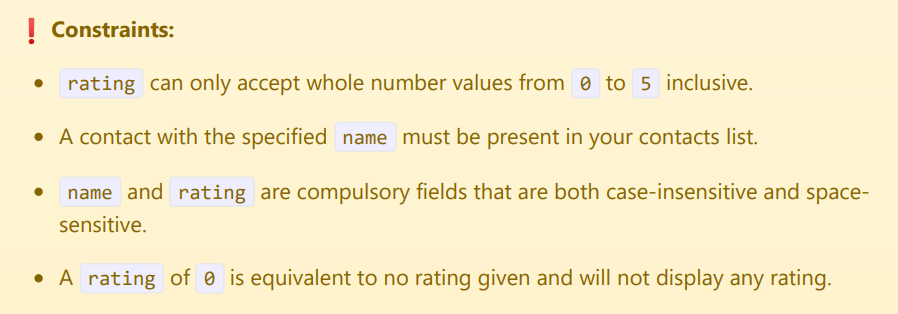 ❗ Constraints:
• rating can only accept whole number values from 0 to 5 inclusive.
• A contact with the specified name must be present in your contacts list.
• name and rating are compulsory fields that are both case-insensitive and space-
sensitive.
• A rating of 0 is equivalent to no rating given and will not display any rating.